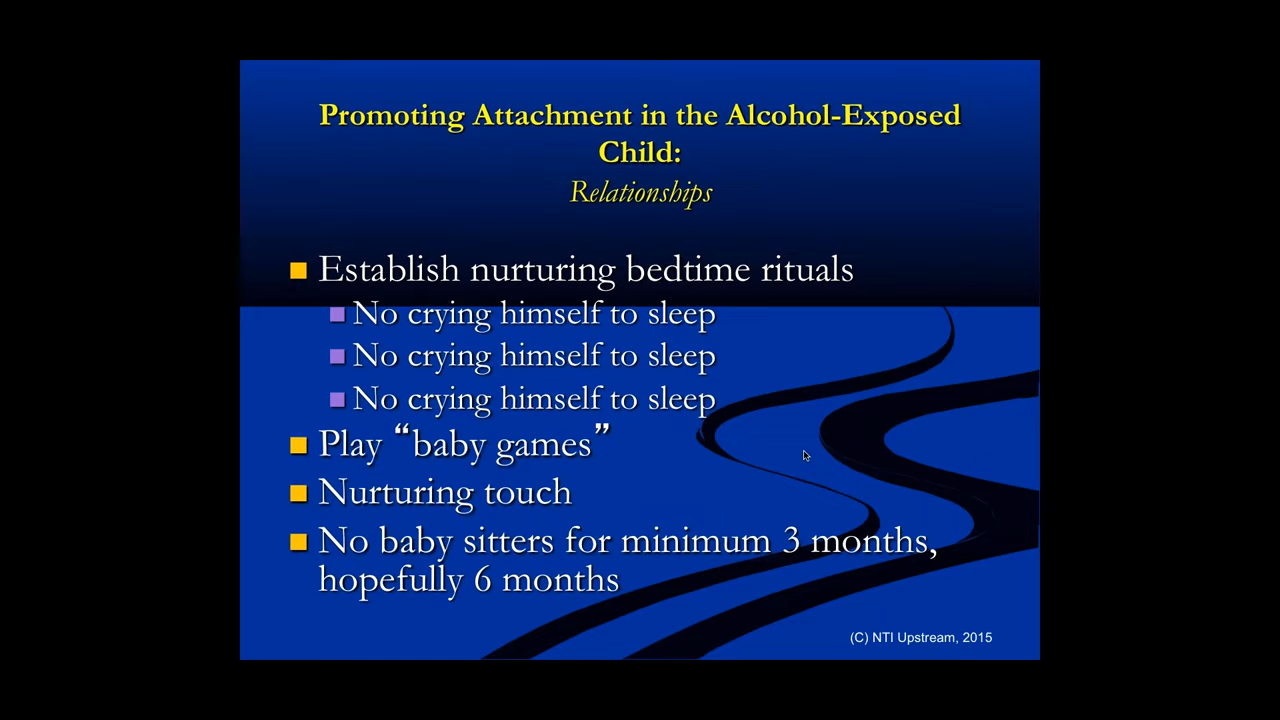 Promoting Attachment in the Alcohol-Exposed
Child:
Relationships
Establish nurturing bedtime rituals
No crying himself to sleep
No crying himself to sleep
No crying himself to sleep
Play “baby games”
Nurturing touch
No baby sitters for minimum 3 months,
hopefully 6 months
(C) NTI Upstream, 2015